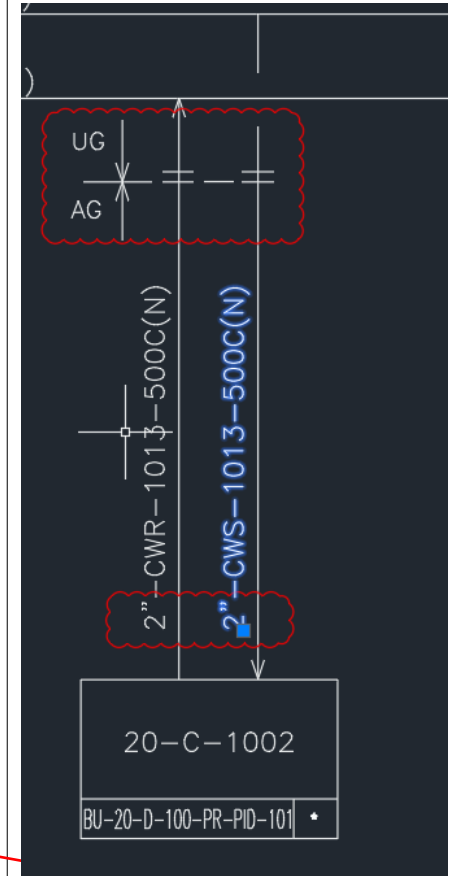 )
UG
AG
2"-CWR-1013-500C(N)
2"-CWS-1013-500C(N)
20-C-1002
BU-20-D-100-PR-PID-101 *